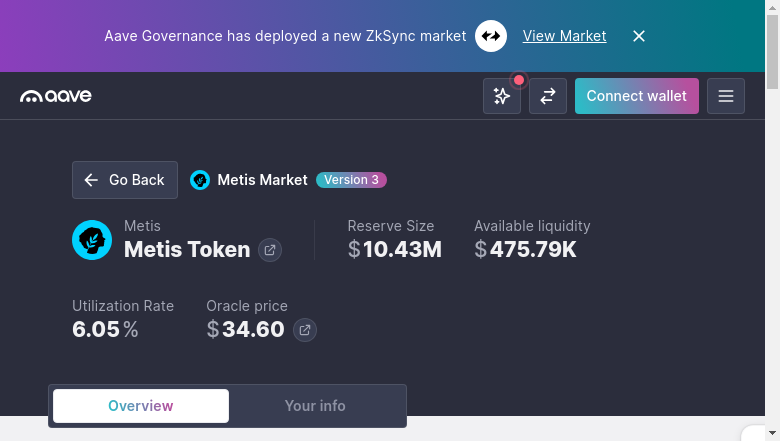 Aave Governance has deployed a new ZkSync market View Market
aave
Connect wallet
Go Back Metis Market Version 3
Metis
Metis Token
Reserve Size
$10.43M
Available liquidity
$475.79K
Utilization Rate
6.05%
Oracle price
$34.60
Overview Your info